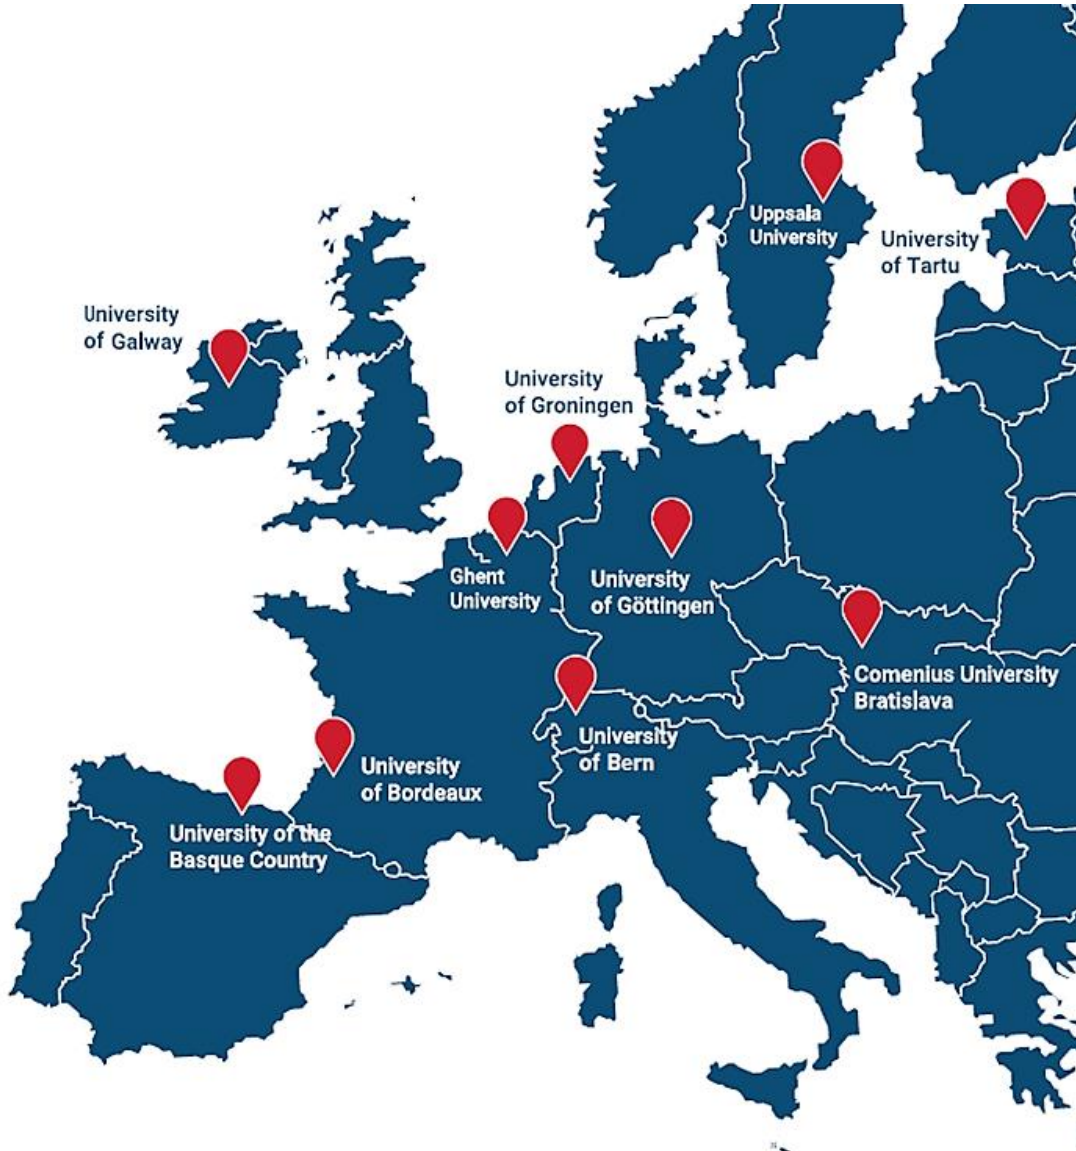 Uppsala
University
University
of Tartu
University
of Galway
University
of Groningen
Ghent
University
University
of Göttingen
Comenius University
Bratislava
University
of Bern
University
of Bordeaux
University of the
Basque Country